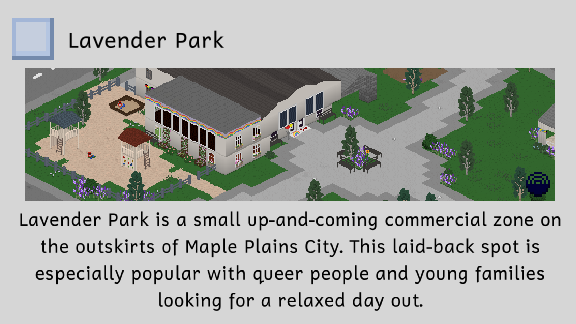 Lavender Park
Lavender Park is a small up-and-coming commercial zone on
the outskirts of Maple Plains City. This laid-back spot is
especially popular with queer people and young families
looking for a relaxed day out.